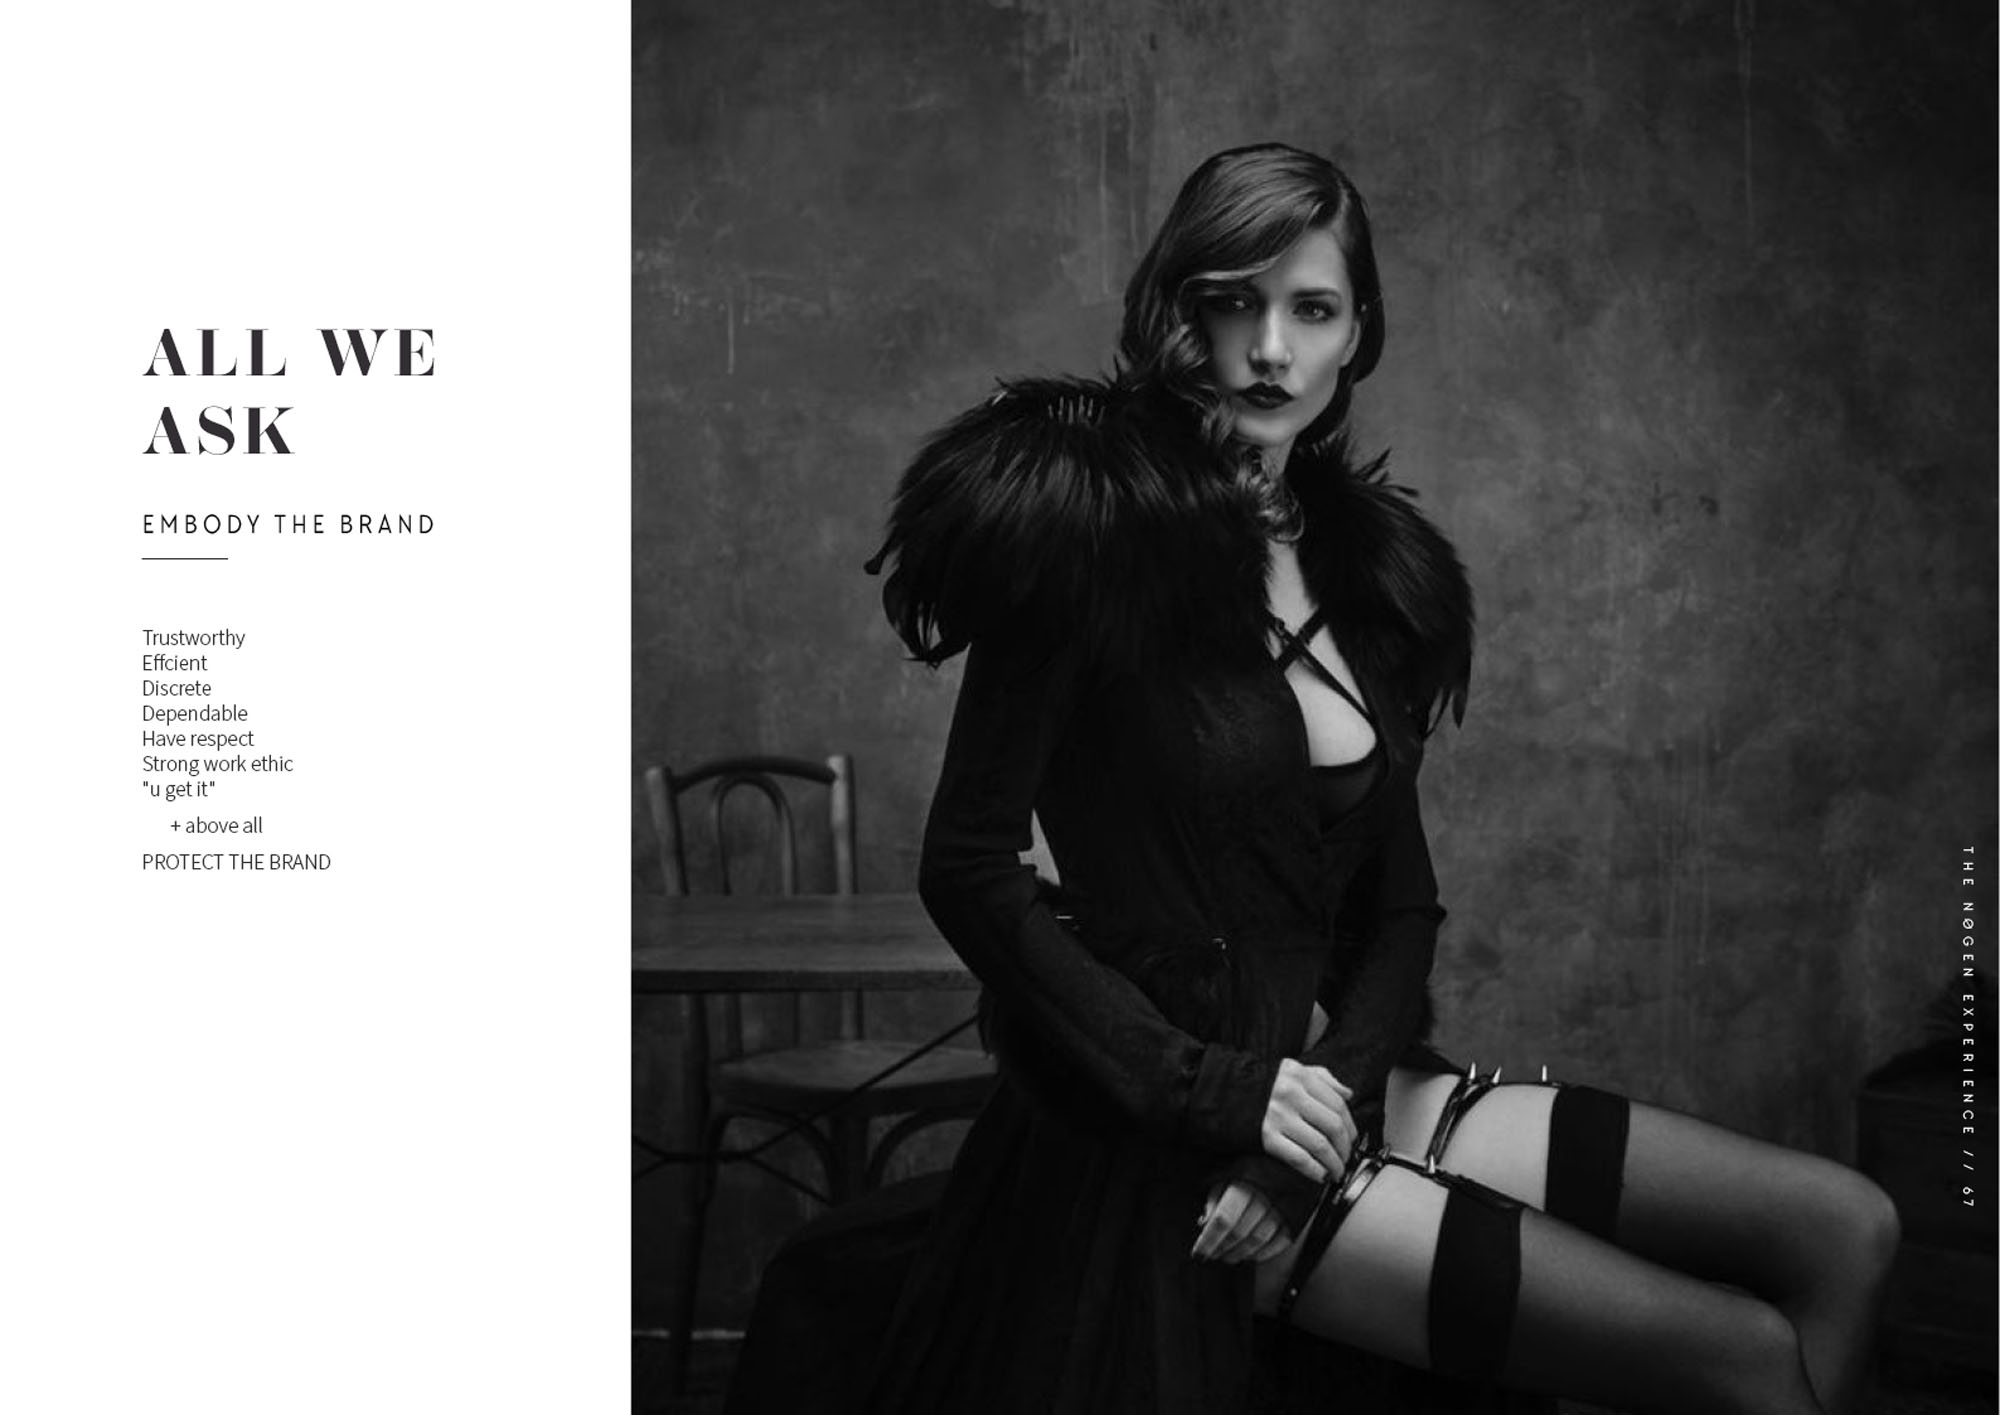 ALL WE
ASK
EMBODY THE BRAND
Trustworthy
Effcient
Discrete
Dependable
Have respect
Strong work ethic
"u get it"
+ above all
PROTECT THE BRAND
THE NØGEN EXPERIENCE // 67